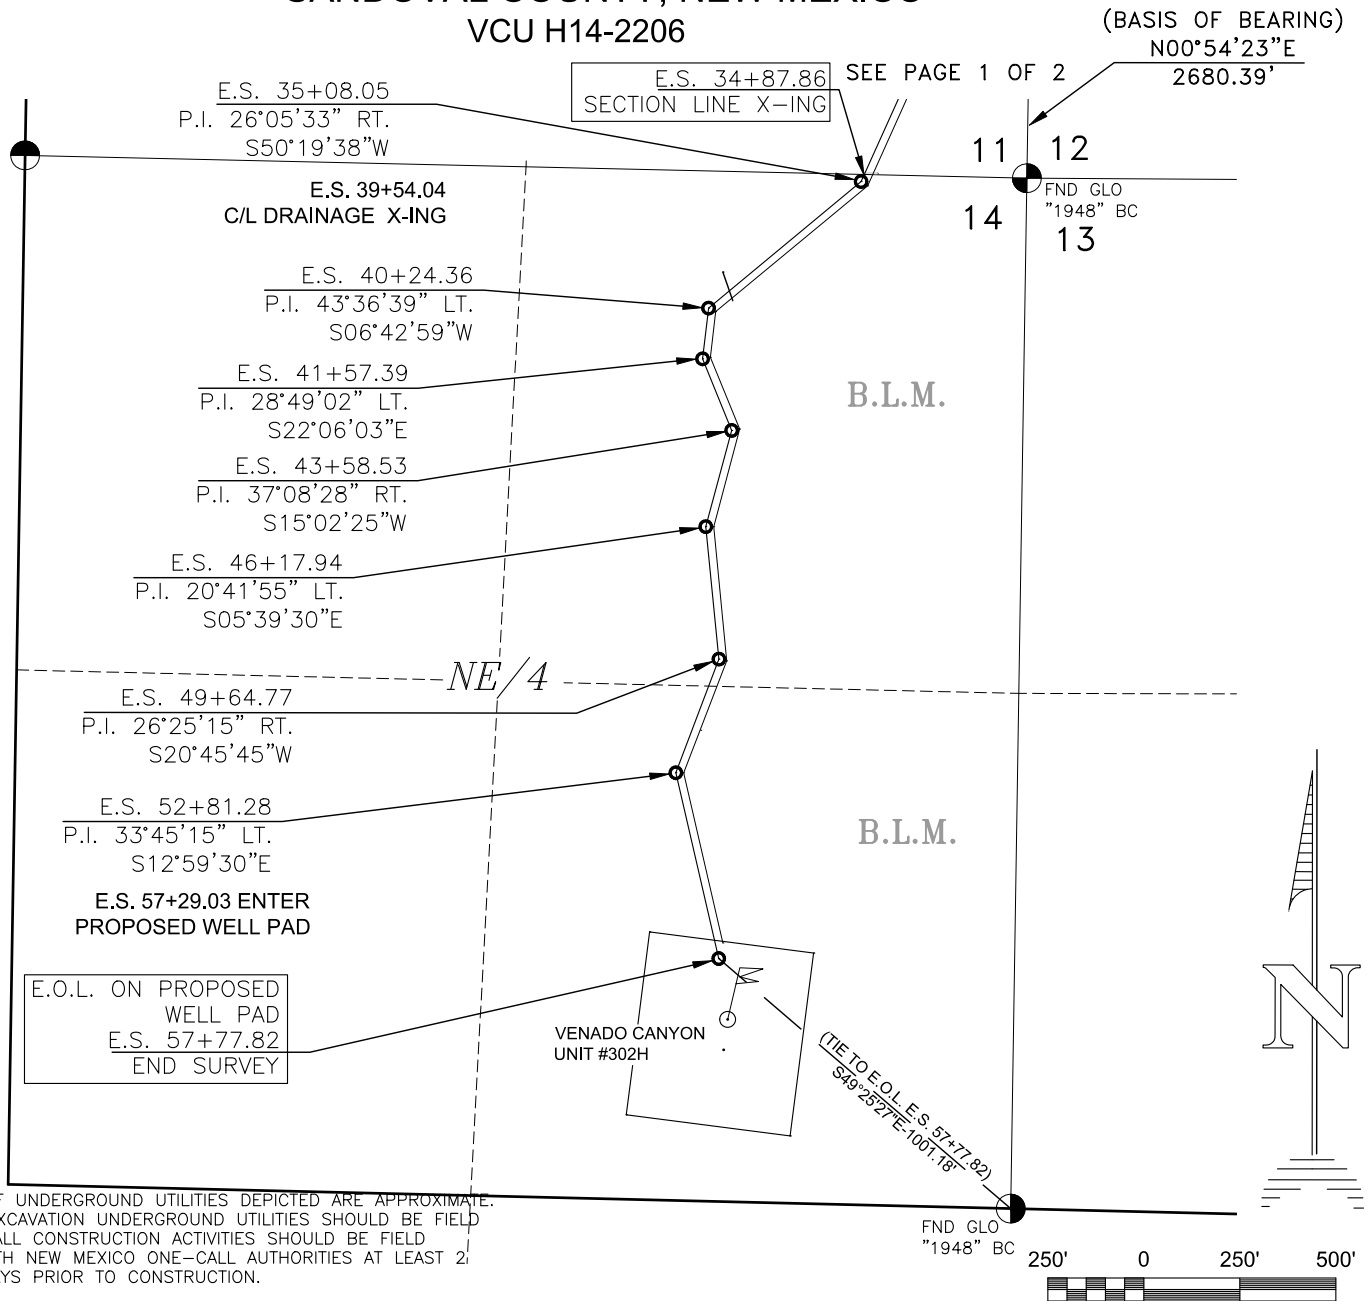 SANDOVAL COUNTY, NEW MEXICO
VCU H14-2206
(BASIS OF BEARING)
N00°54'23"E
2680.39'
E.S. 34+87.86
SECTION LINE X-ING
SEE PAGE 1 OF 2
E.S. 35+08.05
P.I. 26°05'33" RT.
S50°19'38"W
11 12
14
13
FND GLO
"1948" BC
E.S. 39+54.04
C/L DRAINAGE X-ING
E.S. 40+24.36
P.I. 43°36'39" LT.
S06°42'59"W
E.S. 41+57.39
P.I. 28°49'02" LT.
S22°06'03"E
B.L.M.
E.S. 43+58.53
P.I. 37°08'28" RT.
S15°02'25"W
E.S. 46+17.94
P.I. 20°41'55" LT.
S05°39'30"E
NE/4
E.S. 49+64.77
P.I. 26°25'15" RT.
S20°45'45"W
E.S. 52+81.28
P.I. 33°45'15" LT.
S12°59'30"E
B.L.M.
E.S. 57+29.03 ENTER
PROPOSED WELL PAD
E.O.L. ON PROPOSED
WELL PAD
E.S. 57+77.82
END SURVEY
VENADO CANYON
UNIT #302H
(TIE TO E.O.L. E.S. 57+77.82)
S49°25'27"E-1001.18'
N
UNDERGROUND UTILITIES DEPICTED ARE APPROXIMATE.
XCAVATION UNDERGROUND UTILITIES SHOULD BE FIELD
ALL CONSTRUCTION ACTIVITIES SHOULD BE FIELD
TH NEW MEXICO ONE-CALL AUTHORITIES AT LEAST 2
YS PRIOR TO CONSTRUCTION.
FND GLO
"1948" BC
250' 0 250' 500'